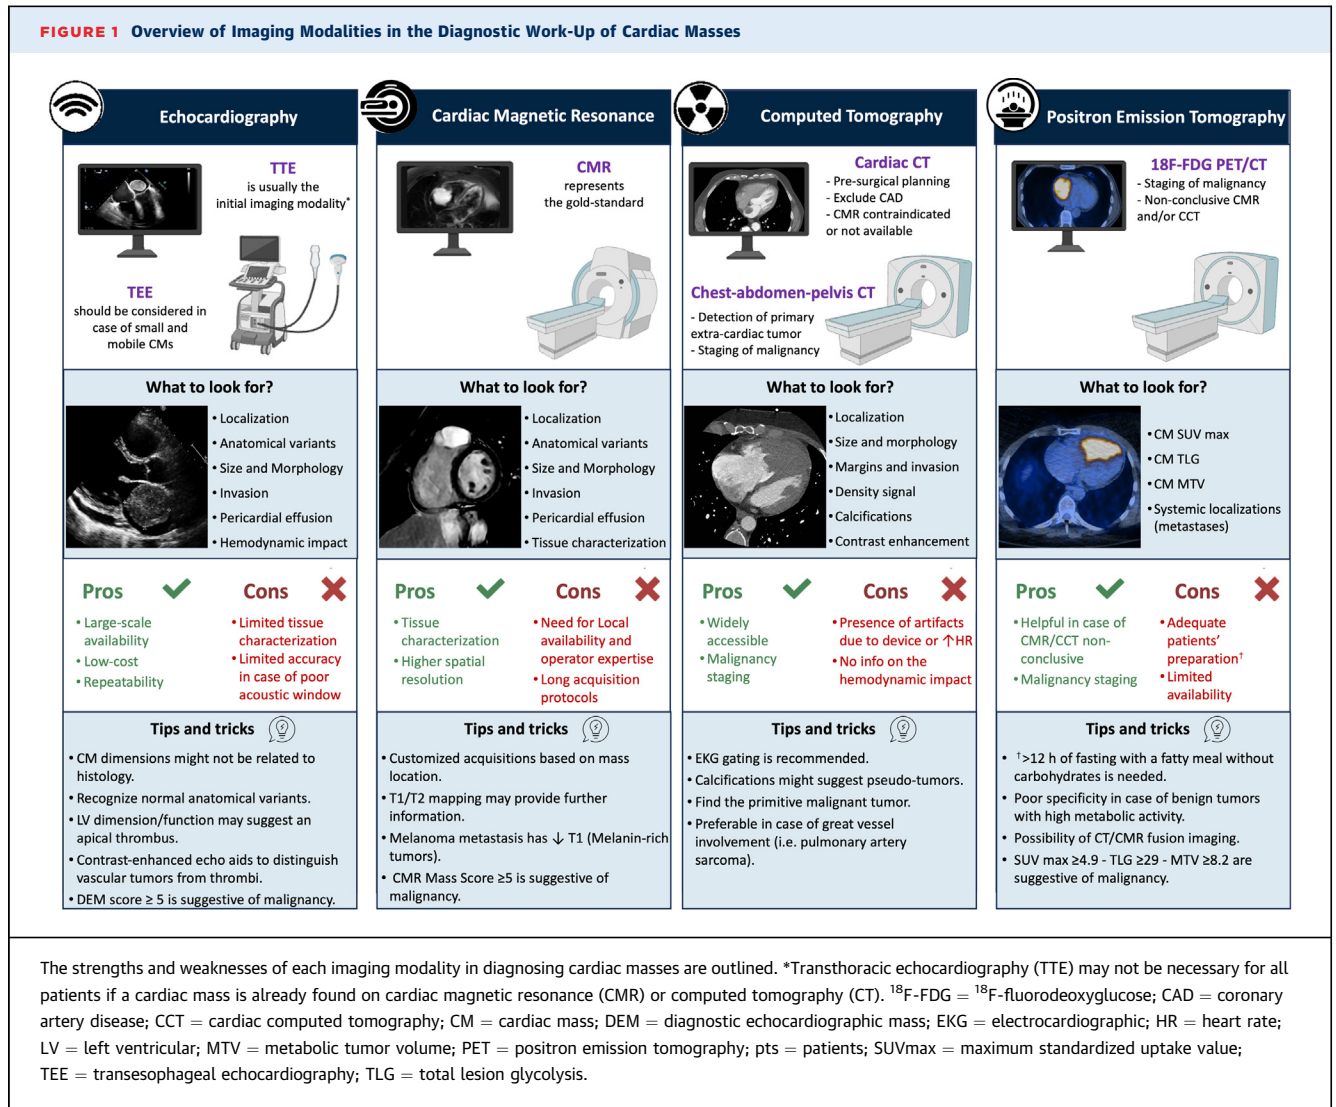 FIGURE 1 Overview of Imaging Modalities in the Diagnostic Work-Up of Cardiac Masses
Echocardiography
TTE
is usually the
initial imaging modality*
TEE
should be considered in
case of small and
mobile CMs
What to look for?
• Localization
• Anatomical variants
• Size and Morphology
• Invasion
• Pericardial effusion
• Hemodynamic impact
Pros
• Large-scale
availability
• Low-cost
• Repeatability
Cons
• Limited tissue
characterization
• Limited accuracy
in case of poor
acoustic window
Tips and tricks
• CM dimensions might not be related to
histology.
• Recognize normal anatomical variants.
• LV dimension/function may suggest an
apical thrombus.
• Contrast-enhanced echo aids to distinguish
vascular tumors from thrombi.
• DEM score ≥ 5 is suggestive of malignancy.
Cardiac Magnetic Resonance
CMR
represents
the gold-standard
What to look for?
• Localization
• Anatomical variants
• Size and Morphology
• Invasion
• Pericardial effusion
• Tissue characterization
Pros
• Tissue
characterization
• Higher spatial
resolution
Cons
• Need for Local
availability and
operator expertise
• Long acquisition
protocols
Tips and tricks
• Customized acquisitions based on mass
location.
• T1/T2 mapping may provide further
information.
• Melanoma metastasis has ↓ T1 (Melanin-rich
tumors).
• CMR Mass Score ≥5 is suggestive of
malignancy.
Computed Tomography
Cardiac CT
- Pre-surgical planning
- Exclude CAD
- CMR contraindicated
or not available
Chest-abdomen-pelvis CT
- Detection of primary
extra-cardiac tumor
- Staging of malignancy
What to look for?
• Localization
• Size and morphology
• Margins and invasion
• Density signal
• Calcifications
• Contrast enhancement
Pros
• Widely
accessible
• Malignancy
staging
Cons
• Presence of artifacts
due to device or ↑HR
• No info on the
hemodynamic impact
Tips and tricks
• EKG gating is recommended.
• Calcifications might suggest pseudo-tumors.
• Find the primitive malignant tumor.
• Preferable in case of great vessel
involvement (i.e. pulmonary artery
sarcoma).
Positron Emission Tomography
18F-FDG PET/CT
- Staging of malignancy
- Non-conclusive CMR
and/or CCT
What to look for?
• CM SUV max
• CM TLG
• CM MTV
• Systemic localizations
(metastases)
Pros
• Helpful in case of
CMR/CCT non-
conclusive
• Malignancy staging
Cons
• Adequate
patients'
preparation†
• Limited
availability
Tips and tricks
• †>12 h of fasting with a fatty meal without
carbohydrates is needed.
• Poor specificity in case of benign tumors
with high metabolic activity.
• Possibility of CT/CMR fusion imaging.
• SUV max ≥4.9 - TLG ≥29 - MTV ≥8.2 are
suggestive of malignancy.
The strengths and weaknesses of each imaging modality in diagnosing cardiac masses are outlined. *Transthoracic echocardiography (TTE) may not be necessary for all
patients if a cardiac mass is already found on cardiac magnetic resonance (CMR) or computed tomography (CT). ¹⁸F-FDG = ¹⁸F-fluorodeoxyglucose; CAD = coronary
artery disease; CCT = cardiac computed tomography; CM = cardiac mass; DEM = diagnostic echocardiographic mass; EKG = electrocardiographic; HR = heart rate;
LV = left ventricular; MTV = metabolic tumor volume; PET = positron emission tomography; pts = patients; SUVmax = maximum standardized uptake value;
TEE = transesophageal echocardiography; TLG = total lesion glycolysis.